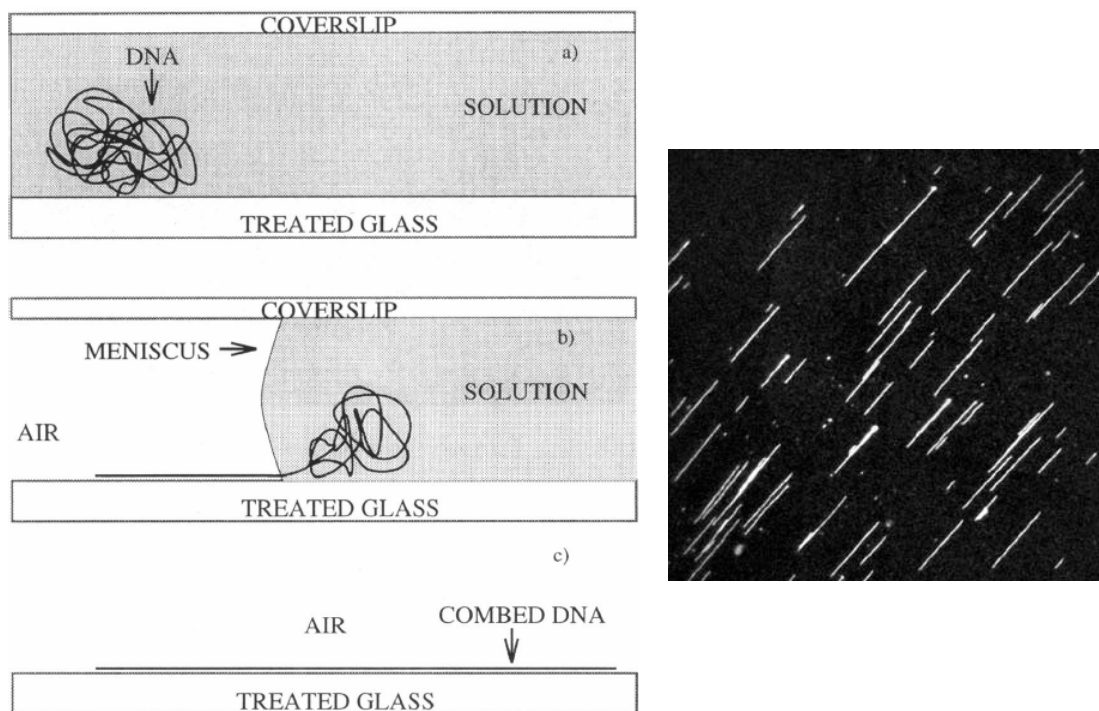 COVERSLIP
DNA
a)
SOLUTION
TREATED GLASS
COVERSLIP
MENISCUS
b)
SOLUTION
AIR
TREATED GLASS
c)
AIR
COMBED DNA
TREATED GLASS